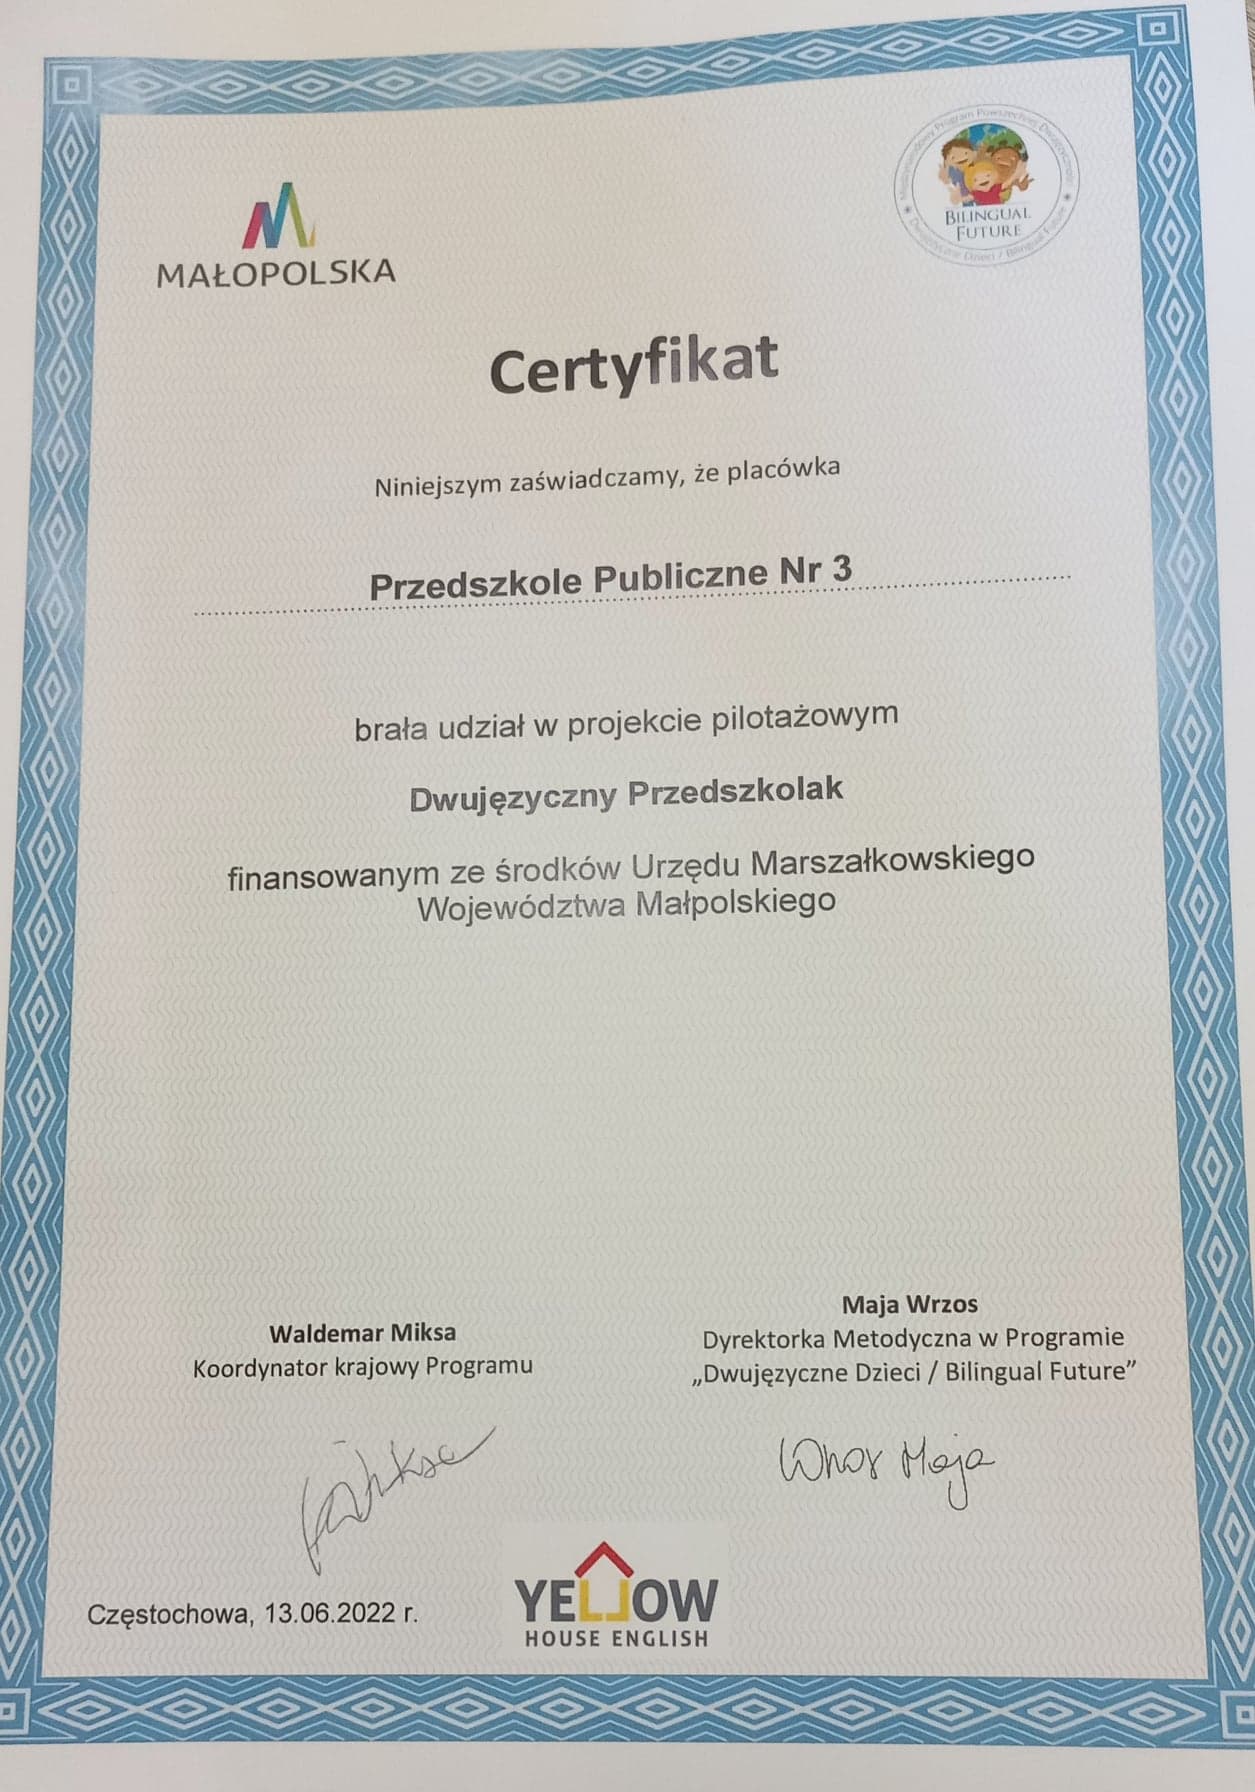 MAŁOPOLSKA
BILINGUAL
FUTURE
Certyfikat
Niniejszym zaświadczamy, że placówka
Przedszkole Publiczne Nr 3
brała udział w projekcie pilotażowym
Dwujęzyczny Przedszkolak
finansowanym ze środków Urzędu Marszałkowskiego
Województwa Małpolskiego
Waldemar Miksa
Koordynator krajowy Programu
Maja Wrzos
Dyrektorka Metodyczna w Programie
„Dwujęzyczne Dzieci / Bilingual Future”
Częstochowa, 13.06.2022 r.
YELLOW
HOUSE ENGLISH